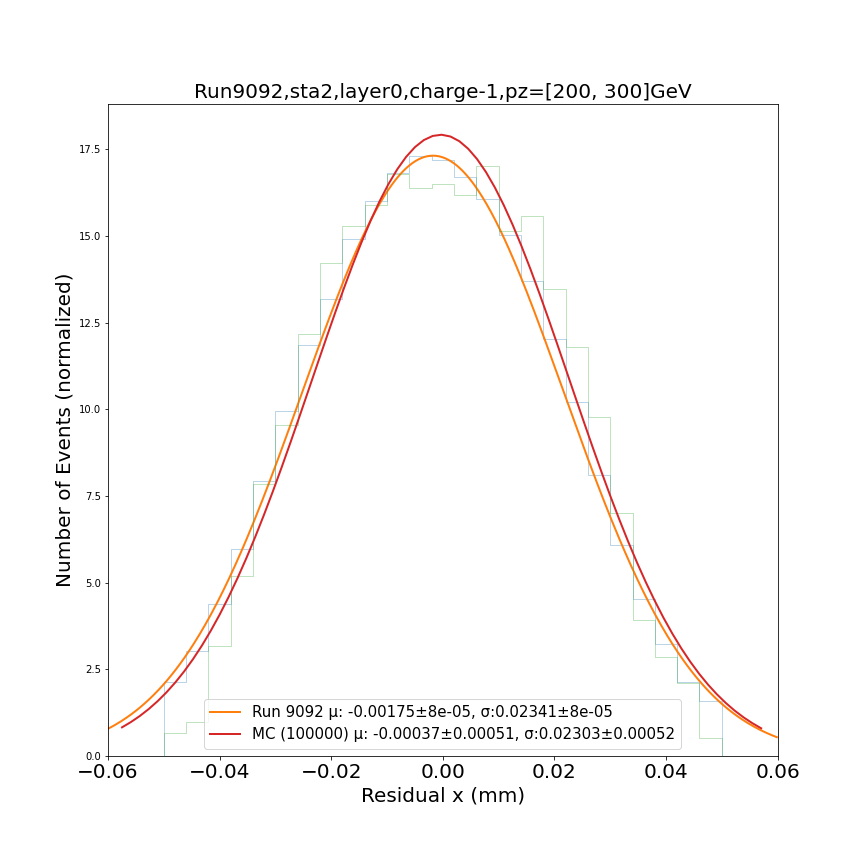 Run9092,sta2,layer0,charge-1,pz=[200, 300]GeV
Number of Events (normalized)
17.5
15.0
12.5
10.0
7.5
5.0
2.5
0.0
Run 9092 μ: -0.00175±8e-05, σ:0.02341±8e-05
MC (100000) μ: -0.00037±0.00051, σ:0.02303±0.00052
−0.06 −0.04 −0.02 0.00 0.02 0.04 0.06
Residual x (mm)